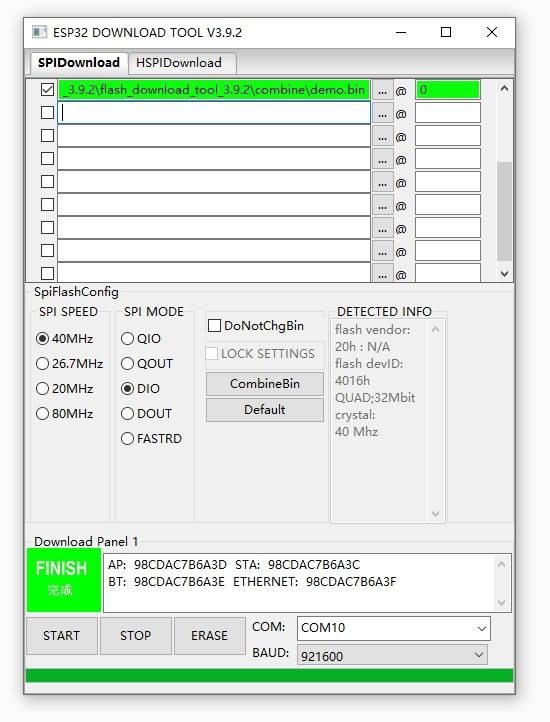 ESP32 DOWNLOAD TOOL V3.9.2
SPIDownload HSPIDownload
_3.9.2\flash_download_tool_3.9.2\combine\demo.bin ... @ 0
... @
... @
... @
... @
... @
... @
... @
... @
SpiFlashConfig
SPI SPEED SPI MODE DETECTED INFO
40MHz QIO DoNotChgBin flash vendor:
20h : N/A
26.7MHz QOUT LOCK SETTINGS flash devID:
4016h
20MHz DIO CombineBin QUAD;32Mbit
80MHz DOUT Default crystal:
40 Mhz
FASTRD
Download Panel 1
FINISH AP: 98CDAC7B6A3D STA: 98CDAC7B6A3C
完成 BT: 98CDAC7B6A3E ETHERNET: 98CDAC7B6A3F
START STOP ERASE COM: COM10
BAUD: 921600